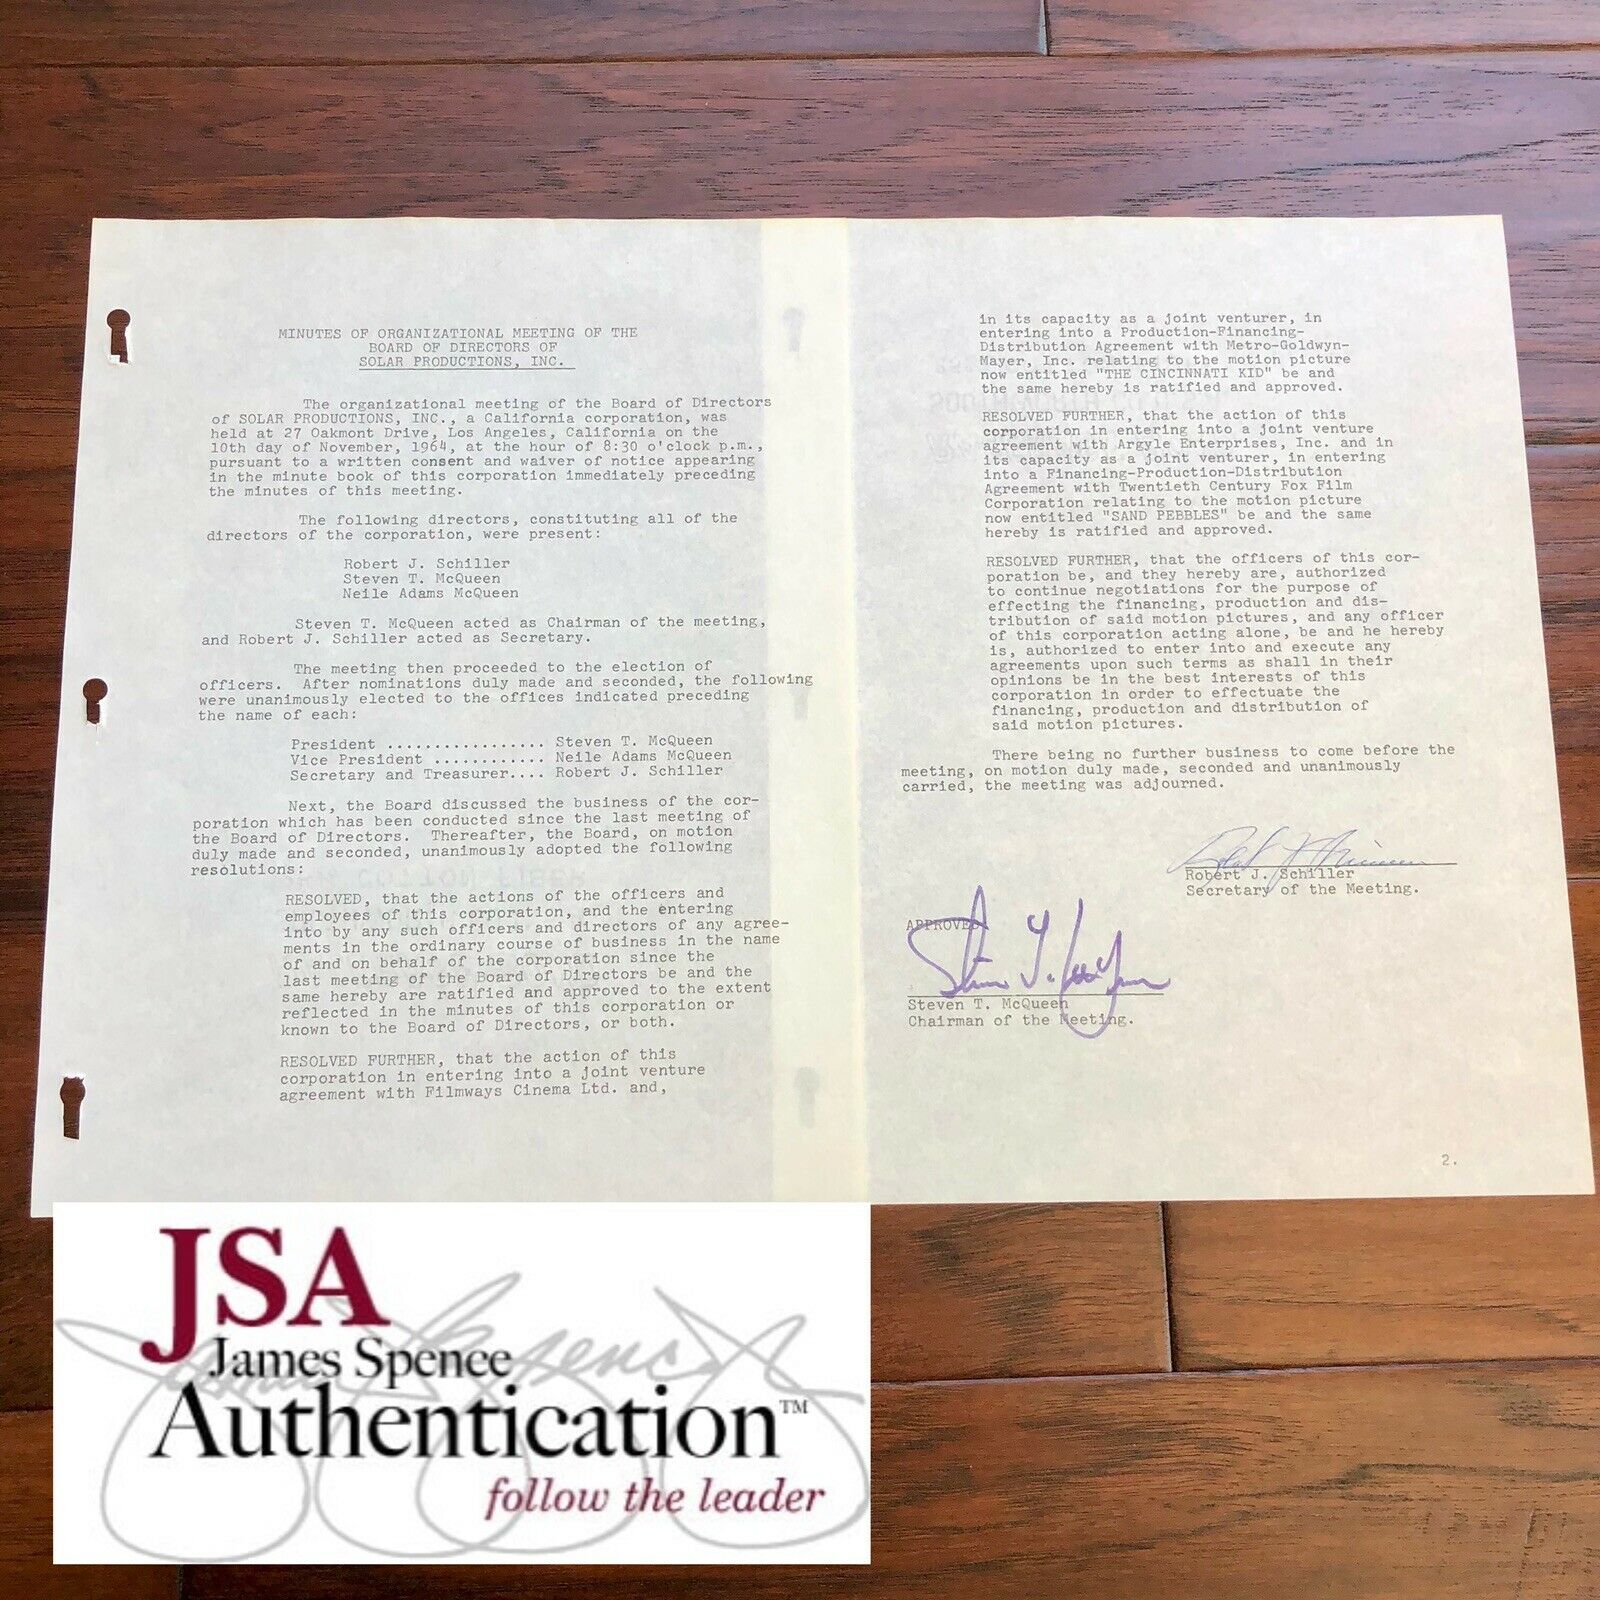 MINUTES OF ORGANIZATIONAL MEETING OF THE
BOARD OF DIRECTORS OF
SOLAR PRODUCTIONS, INC.
The organizational meeting of the Board of Directors
of SOLAR PRODUCTIONS, INC., a California corporation, was
held at 27 Oakmont Drive, Los Angeles, California on the
10th day of November, 1964, at the hour of 8:30 o'clock p.m.,
pursuant to a written consent and waiver of notice appearing
in the minute book of this corporation immediately preceding
the minutes of this meeting.
The following directors, constituting all of the
directors of the corporation, were present:
Robert J. Schiller
Steven T. McQueen
Neile Adams McQueen
Steven T. McQueen acted as Chairman of the meeting,
and Robert J. Schiller acted as Secretary.
The meeting then proceeded to the election of
officers. After nominations duly made and seconded, the following
were unanimously elected to the offices indicated preceding
the name of each:
President ................. Steven T. McQueen
Vice President ............ Neile Adams McQueen
Secretary and Treasurer.... Robert J. Schiller
Next, the Board discussed the business of the cor-
poration which has been conducted since the last meeting of
the Board of Directors. Thereafter, the Board, on motion
duly made and seconded, unanimously adopted the following
resolutions:
RESOLVED, that the actions of the officers and
employees of this corporation, and the entering
into by any such officers and directors of any agree-
ments in the ordinary course of business in the name
of and on behalf of the corporation since the
last meeting of the Board of Directors be and the
same hereby are ratified and approved to the extent
reflected in the minutes of this corporation or
known to the Board of Directors, or both.
RESOLVED FURTHER, that the action of this
corporation in entering into a joint venture
agreement with Filmways Cinema Ltd. and,
in its capacity as a joint venturer, in
entering into a Production-Financing-
Distribution Agreement with Metro-Goldwyn-
Mayer, Inc. relating to the motion picture
now entitled "THE CINCINNATI KID" be and
the same hereby is ratified and approved.
RESOLVED FURTHER, that the action of this
corporation in entering into a joint venture
agreement with Argyle Enterprises, Inc. and in
its capacity as a joint venturer, in entering
into a Financing-Production-Distribution
Agreement with Twentieth Century Fox Film
Corporation relating to the motion picture
now entitled "SAND PEBBLES" be and the same
hereby is ratified and approved.
RESOLVED FURTHER, that the officers of this cor-
poration be, and they hereby are, authorized
to continue negotiations for the purpose of
effecting the financing, production and dis-
tribution of said motion pictures, and any officer
of this corporation acting alone, be and he hereby
is, authorized to enter into and execute any
agreements upon such terms as shall in their
opinions be in the best interests of this
corporation in order to effectuate the
financing, production and distribution of
said motion pictures.
There being no further business to come before the
meeting, on motion duly made, seconded and unanimously
carried, the meeting was adjourned.
Robert J. Schiller
Secretary of the Meeting.
APPROVED
Steven T. McQueen
Chairman of the Meeting.
2.
JSA
James Spence
Authentication™
follow the leader